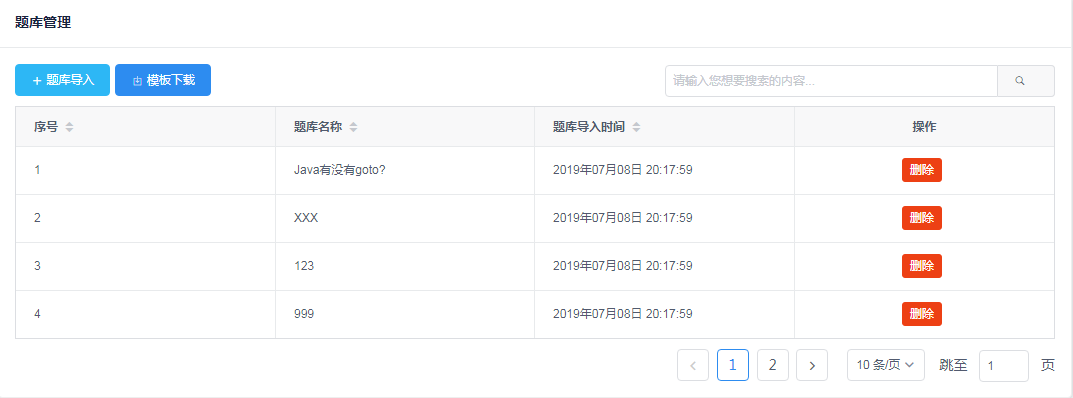 题库管理
题库导入 模板下载 请输入您想要搜索的内容...
序号 题库名称 题库导入时间 操作
1 Java有没有goto? 2019年07月08日 20:17:59 删除
2 XXX 2019年07月08日 20:17:59 删除
3 123 2019年07月08日 20:17:59 删除
4 999 2019年07月08日 20:17:59 删除
1 2 10 条/页 跳至 1 页